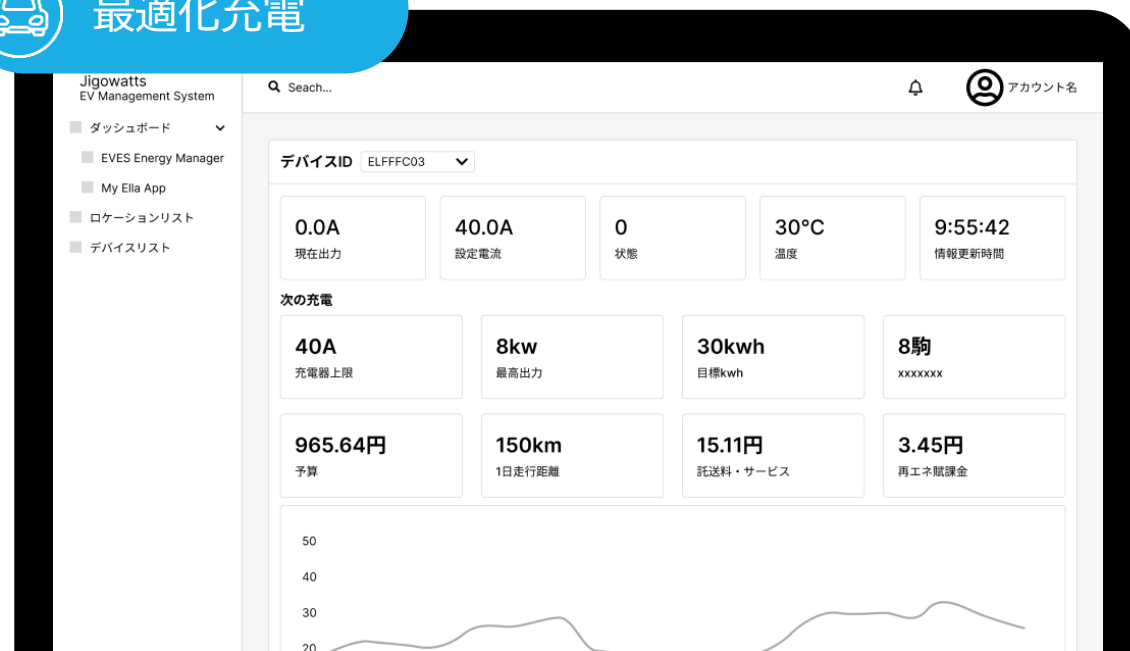 最適化充電
Jigowatts
EV Management System
Seach...
アカウント名
ダッシュボード
EVES Energy Manager
My Ella App
ロケーションリスト
デバイスリスト
デバイスID ELFFFC03
0.0A
現在出力
40.0A
設定電流
0
状態
30°C
温度
9:55:42
情報更新時間
次の充電
40A
充電器上限
8kw
最高出力
30kwh
目標kwh
8駒
xxxxxxx
965.64円
予算
150km
1日走行距離
15.11円
託送料・サービス
3.45円
再エネ賦課金
50
40
30
20